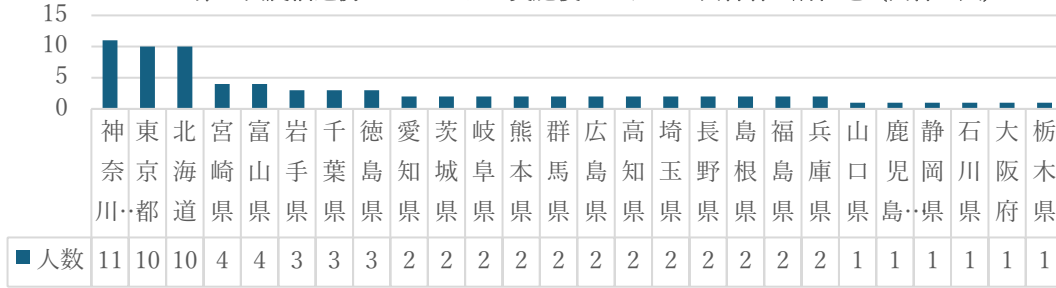 15
10
5
0
神奈川‥
東京都
北海道
宮崎県
富山県
岩手県
千葉県
徳島県
愛知県
茨城県
岐阜県
熊本県
群馬県
広島県
高知県
埼玉県
長野県
島根県
福島県
兵庫県
山口県
鹿児島‥
静岡県
石川県
大阪府
栃木県
人数 11 10 10 4 4 3 3 3 2 2 2 2 2 2 2 2 2 2 2 2 1 1 1 1 1 1